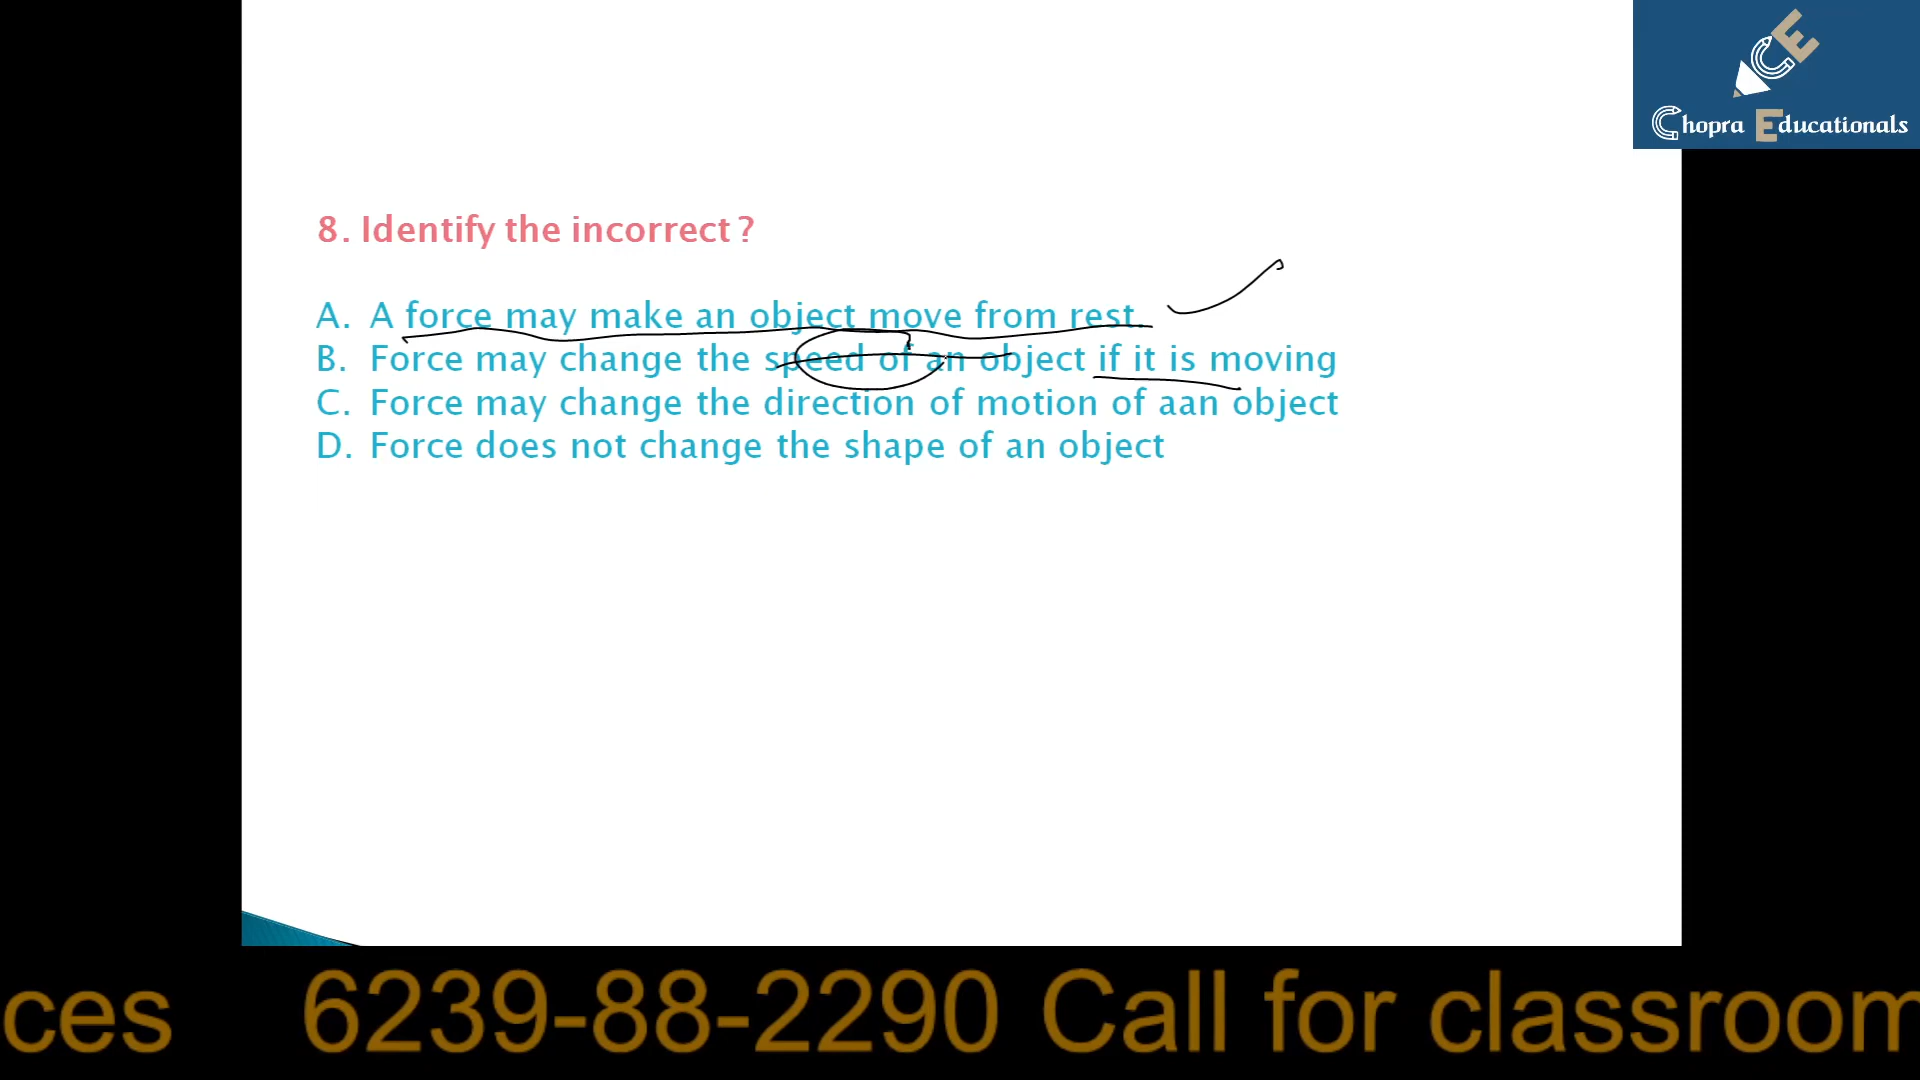 Chopra Educationals
8. Identify the incorrect?
A. A force may make an object move from rest.
B. Force may change the speed of an object if it is moving
C. Force may change the direction of motion of aan object
D. Force does not change the shape of an object
ces 6239-88-2290 Call for classroom